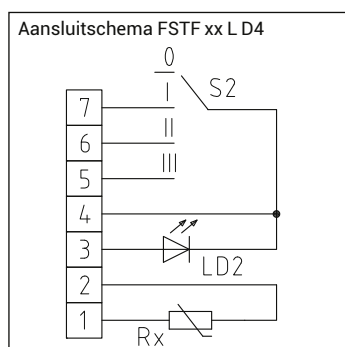 Aansluitschema FSTF xx L D4
0
S2
7 I
6 II
5 III
4
3
LD2
2
1
Rx